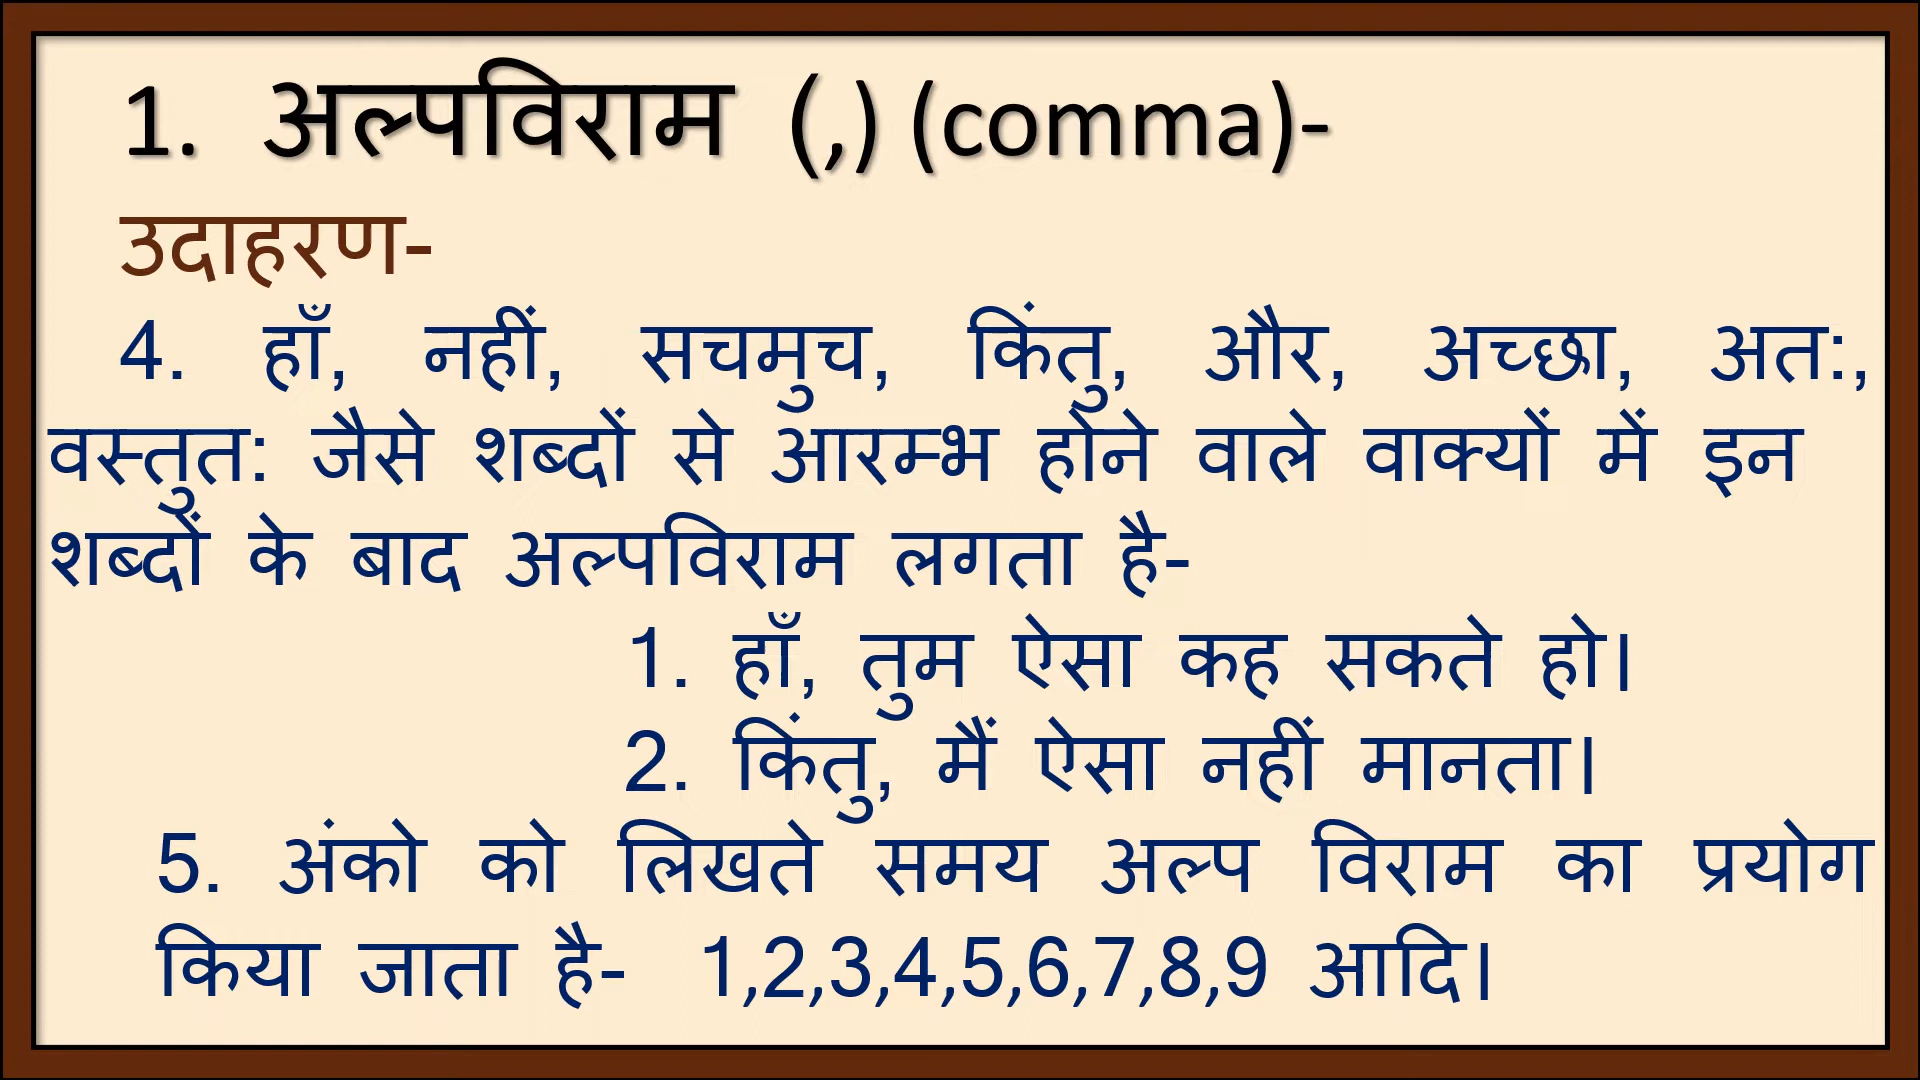 1. अल्पविराम (,) (comma)-
उदाहरण-
4. हाँ, नहीं, सचमुच, किंतु, और, अच्छा, अत:,
वस्तुत: जैसे शब्दों से आरम्भ होने वाले वाक्यों में इन
शब्दों के बाद अल्पविराम लगता है-
1. हाँ, तुम ऐसा कह सकते हो।
2. किंतु, मैं ऐसा नहीं मानता।
5. अंको को लिखते समय अल्प विराम का प्रयोग
किया जाता है- 1,2,3,4,5,6,7,8,9 आदि।